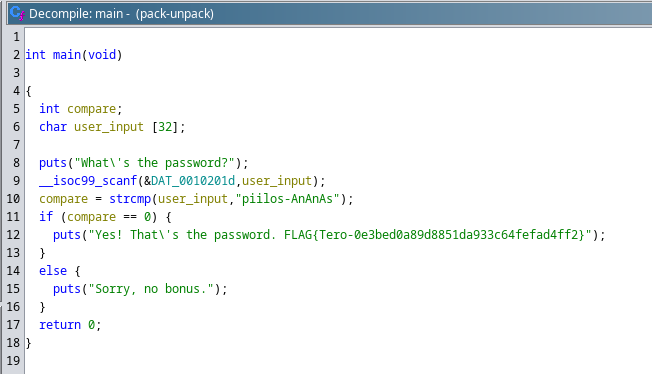 Decompile: main - (pack-unpack)
1
2 int main(void)
3
4 {
5 int compare;
6 char user_input [32];
7
8 puts("What\'s the password?");
9 __isoc99_scanf(&DAT_0010201d,user_input);
10 compare = strcmp(user_input,"piilos-AnAnAs");
11 if (compare == 0) {
12 puts("Yes! That\'s the password. FLAG{Tero-0e3bed0a89d8851da933c64fefad4ff2}");
13 }
14 else {
15 puts("Sorry, no bonus.");
16 }
17 return 0;
18 }
19